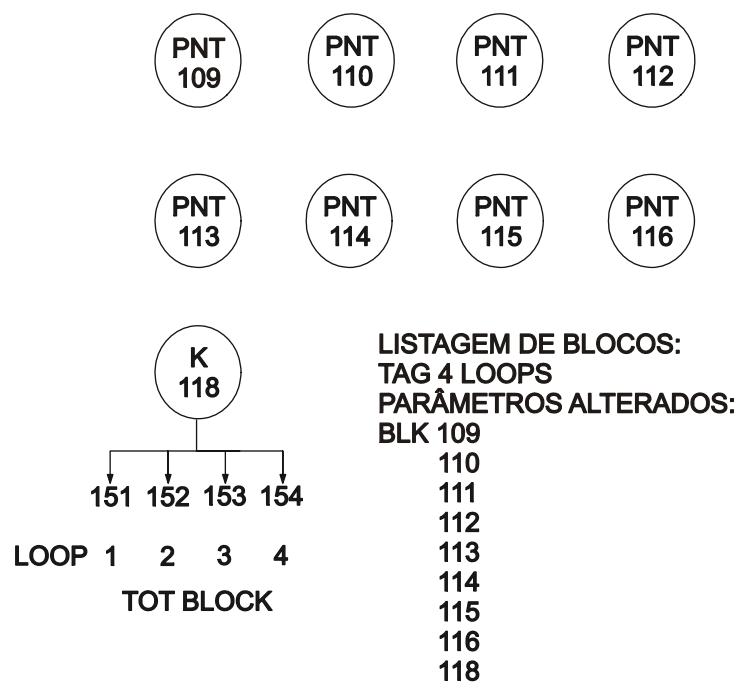 PNT
109
PNT
110
PNT
111
PNT
112
PNT
113
PNT
114
PNT
115
PNT
116
K
118
151 152 153 154
LOOP 1 2 3 4
TOT BLOCK
LISTAGEM DE BLOCOS:
TAG 4 LOOPS
PARÂMETROS ALTERADOS:
BLK 109
110
111
112
113
114
115
116
118